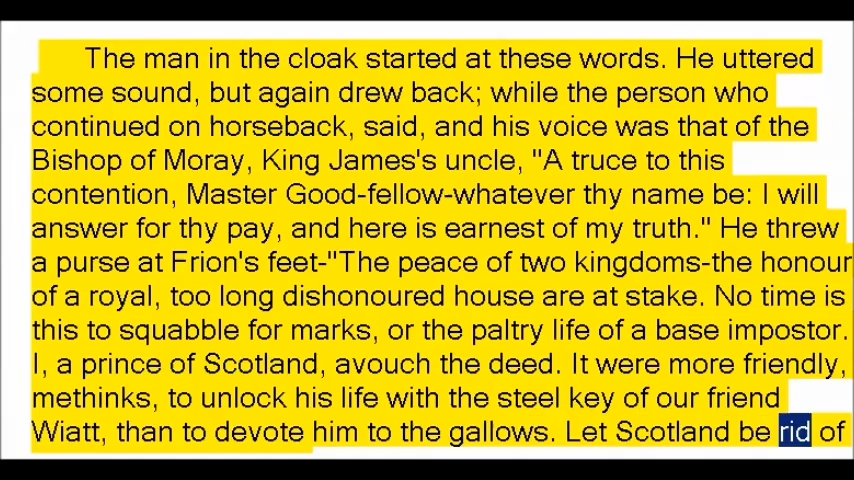 The man in the cloak started at these words. He uttered
some sound, but again drew back; while the person who
continued on horseback, said, and his voice was that of the
Bishop of Moray, King James's uncle, "A truce to this
contention, Master Good-fellow-whatever thy name be: I will
answer for thy pay, and here is earnest of my truth." He threw
a purse at Frion's feet-"The peace of two kingdoms-the honour
of a royal, too long dishonoured house are at stake. No time is
this to squabble for marks, or the paltry life of a base impostor.
I, a prince of Scotland, avouch the deed. It were more friendly,
methinks, to unlock his life with the steel key of our friend
Wiatt, than to devote him to the gallows. Let Scotland be rid of